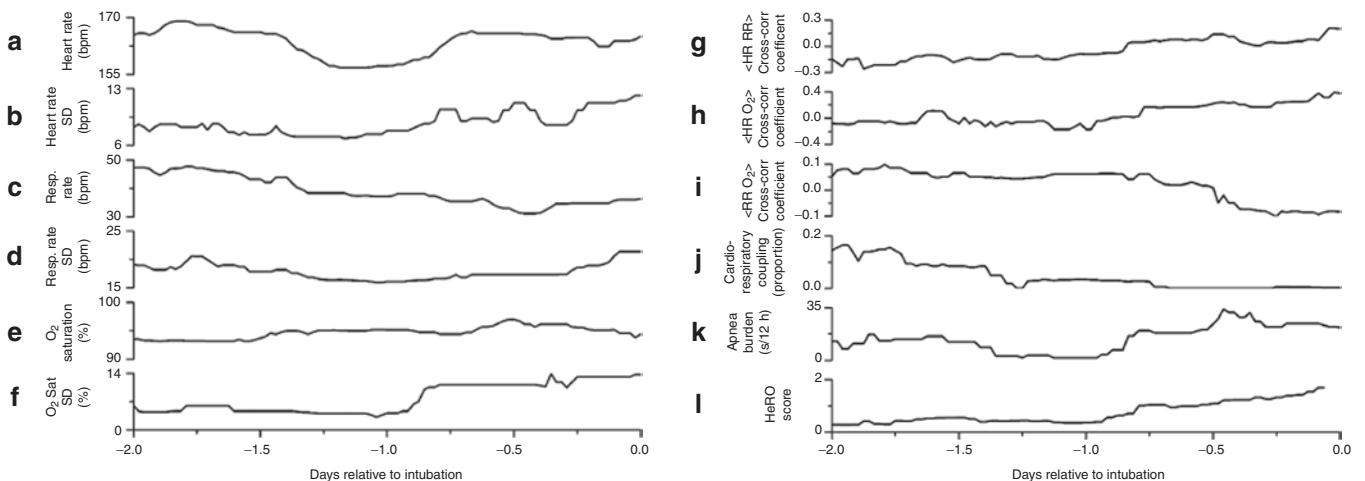 a
Heart rate
(bpm)
170
155
b
Heart rate
SD
(bpm)
13
6
c
Resp.
rate
(bpm)
50
30
d
Resp. rate
SD
(bpm)
25
15
e
O2
saturation
(%)
100
90
f
O2 Sat
SD
(%)
14
0
−2.0 −1.5 −1.0 −0.5 0.0
Days relative to intubation
g
<HR RR>
Cross-corr
coefficient
0.3
0.0
−0.3
h
<HR O2>
Cross-corr
coefficient
0.4
0.0
−0.4
i
<RR O2>
Cross-corr
coefficient
0.1
0.0
−0.1
j
Cardio-
respiratory
coupling
(proportion)
0.2
0.0
k
Apnea
burden
(s/12 h)
35
0
l
HeRO
score
2
0
−2.0 −1.5 −1.0 −0.5 0.0
Days relative to intubation